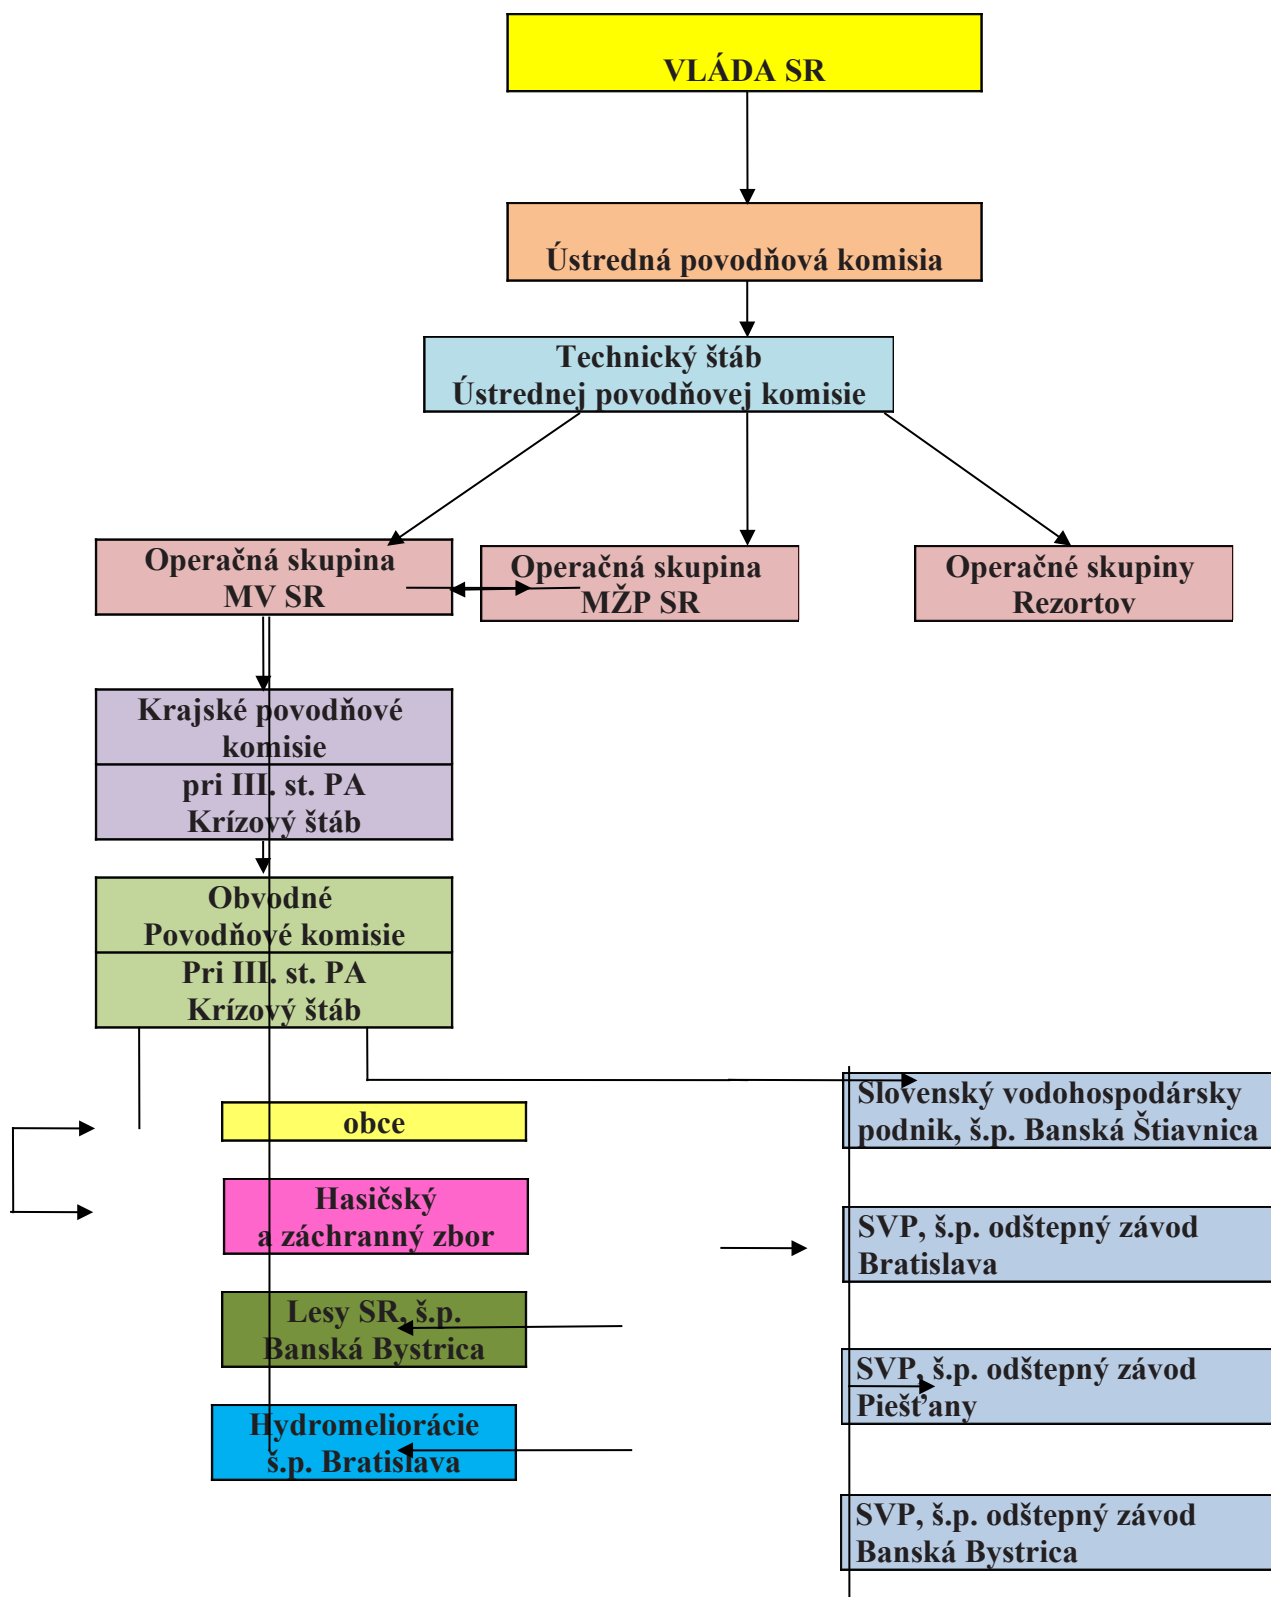 VLÁDA SR
Ústredná povodňová komisia
Technický štáb
Ústrednej povodňovej komisie
Operačná skupina
MV SR
Operačná skupina
MŽP SR
Operačné skupiny
Rezortov
Krajské povodňové
komisie
pri III. st. PA
Krízový štáb
Obvodné
Povodňové komisie
Pri III. st. PA
Krízový štáb
obce
Hasičský
a záchranný zbor
Lesy SR, š.p.
Banská Bystrica
Hydromeliorácie
š.p. Bratislava
Slovenský vodohospodársky
podnik, š.p. Banská Štiavnica
SVP, š.p. odštepný závod
Bratislava
SVP, š.p. odštepný závod
Piešťany
SVP, š.p. odštepný závod
Banská Bystrica